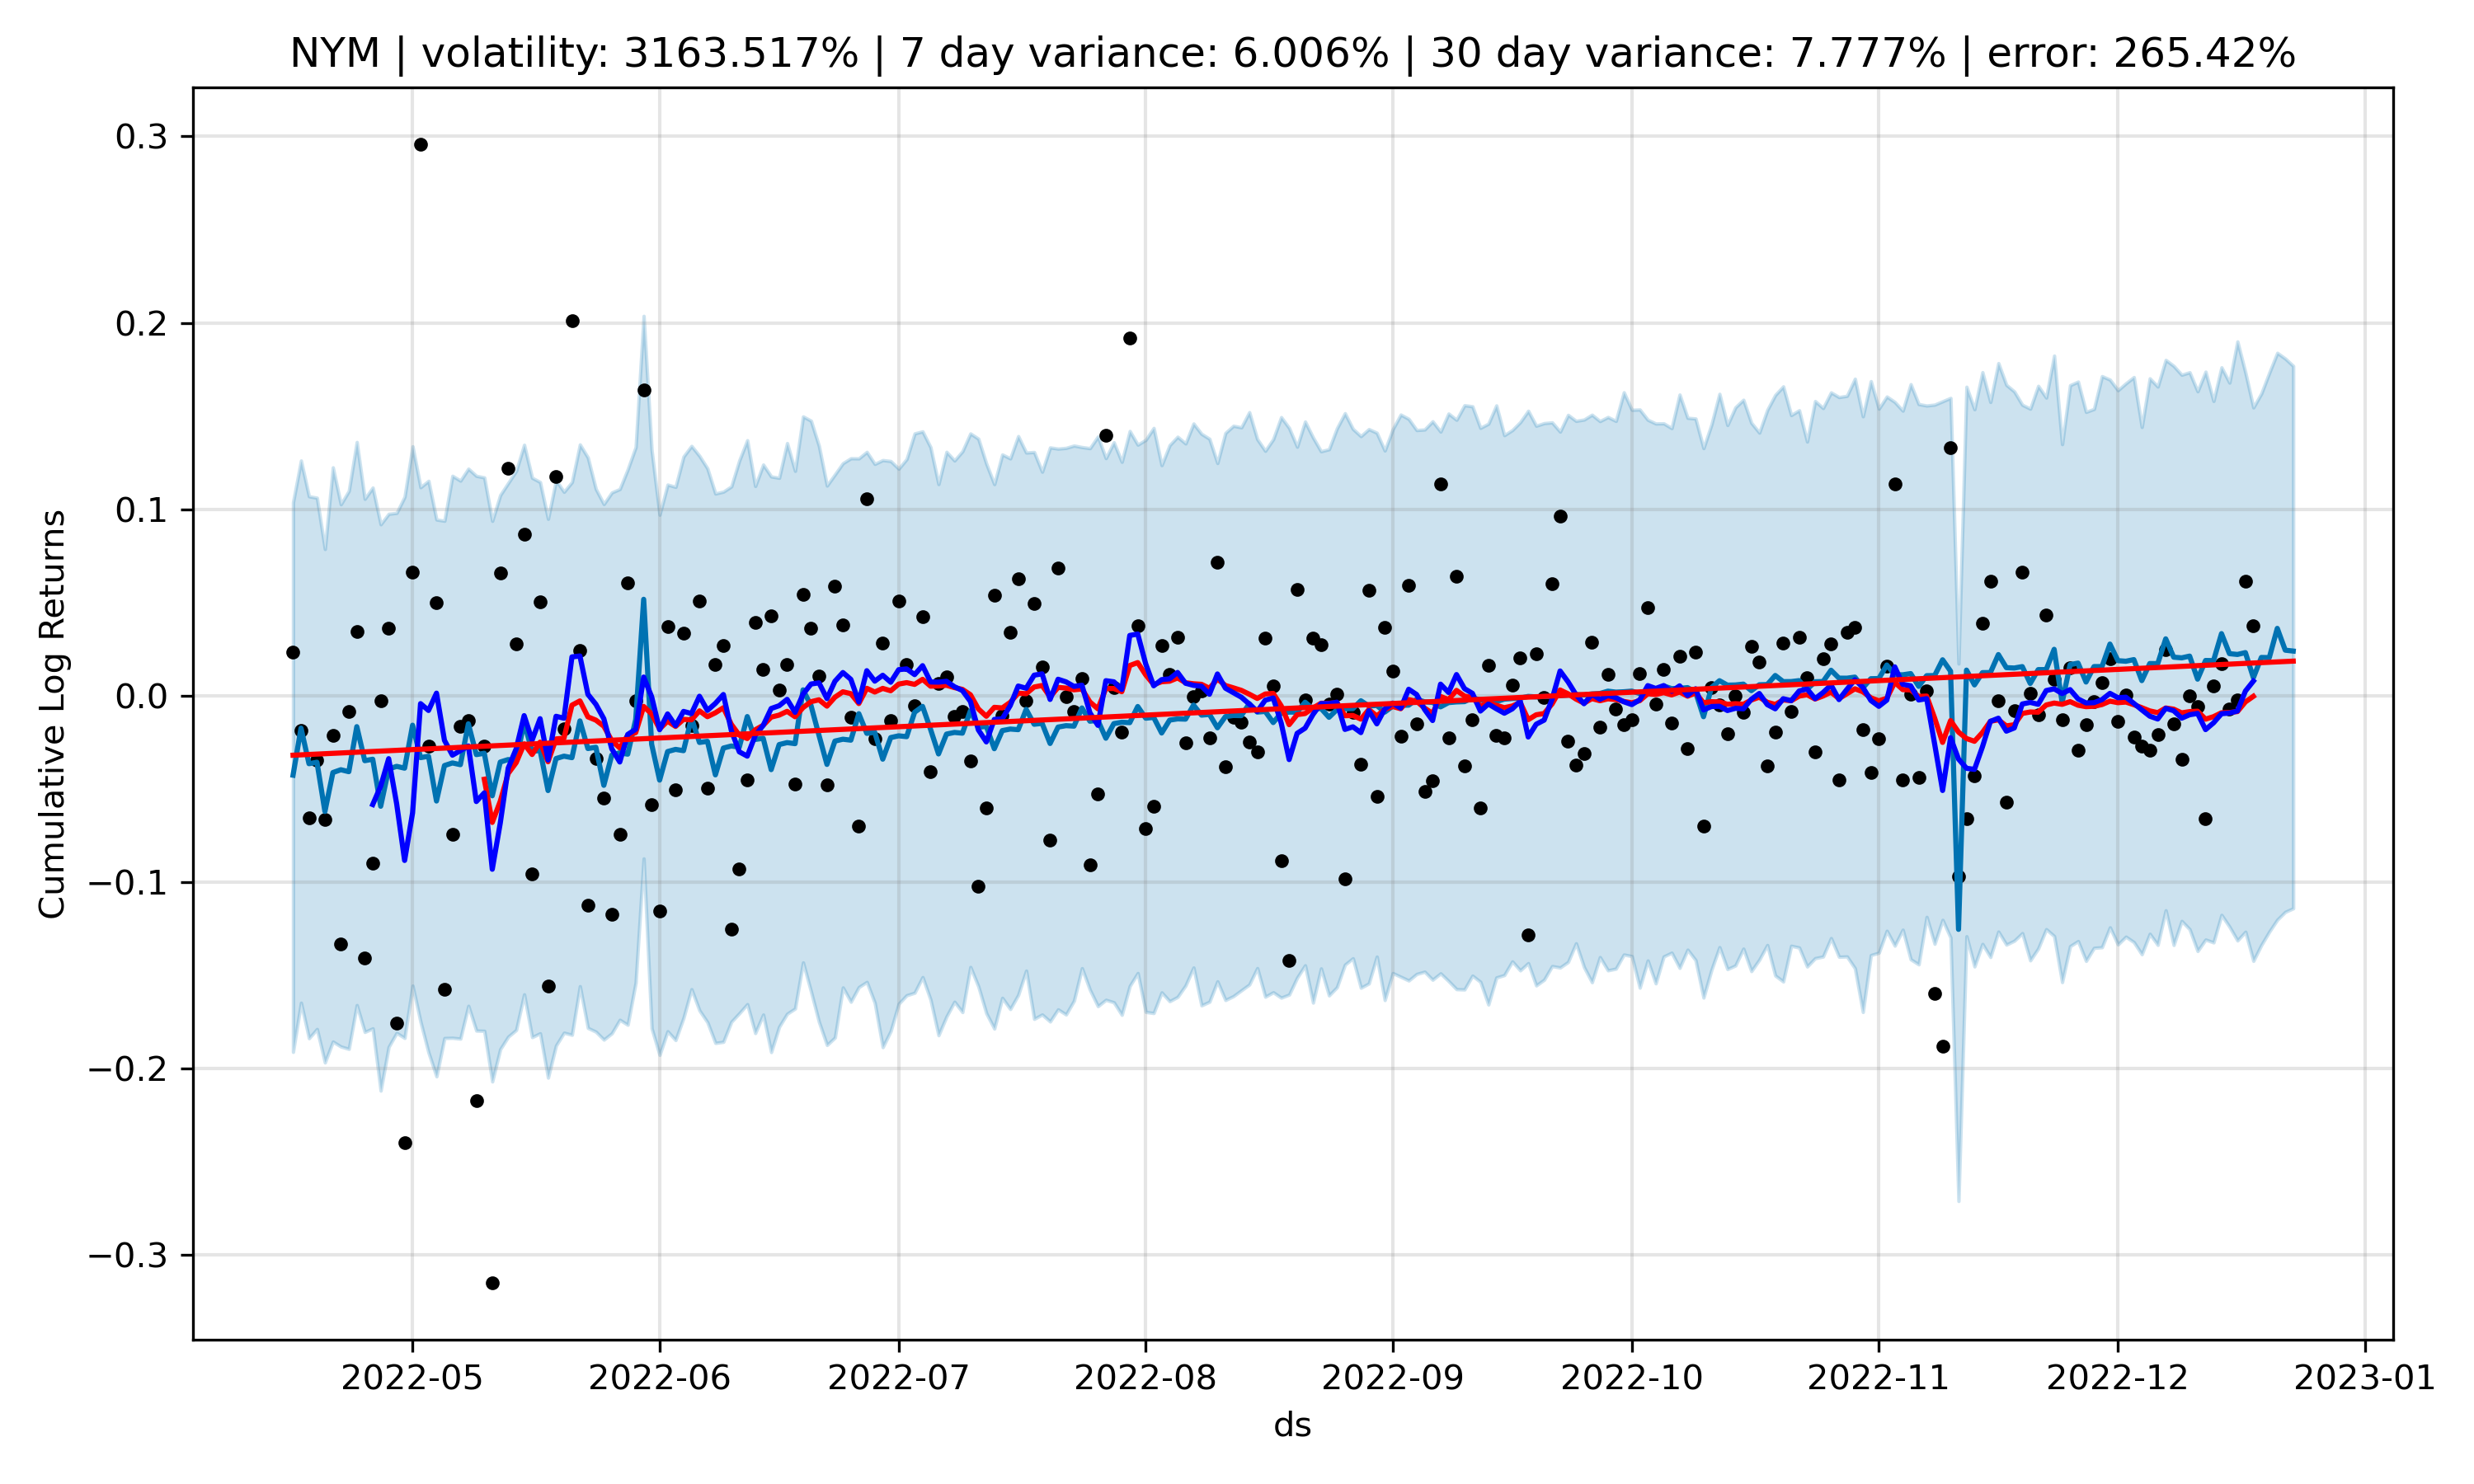 NYM | volatility: 3163.517% | 7 day variance: 6.006% | 30 day variance: 7.777% | error: 265.42%
0.3
0.2
0.1
0.0
−0.1
−0.2
−0.3
Cumulative Log Returns
2022-05 2022-06 2022-07 2022-08 2022-09 2022-10 2022-11 2022-12 2023-01
ds